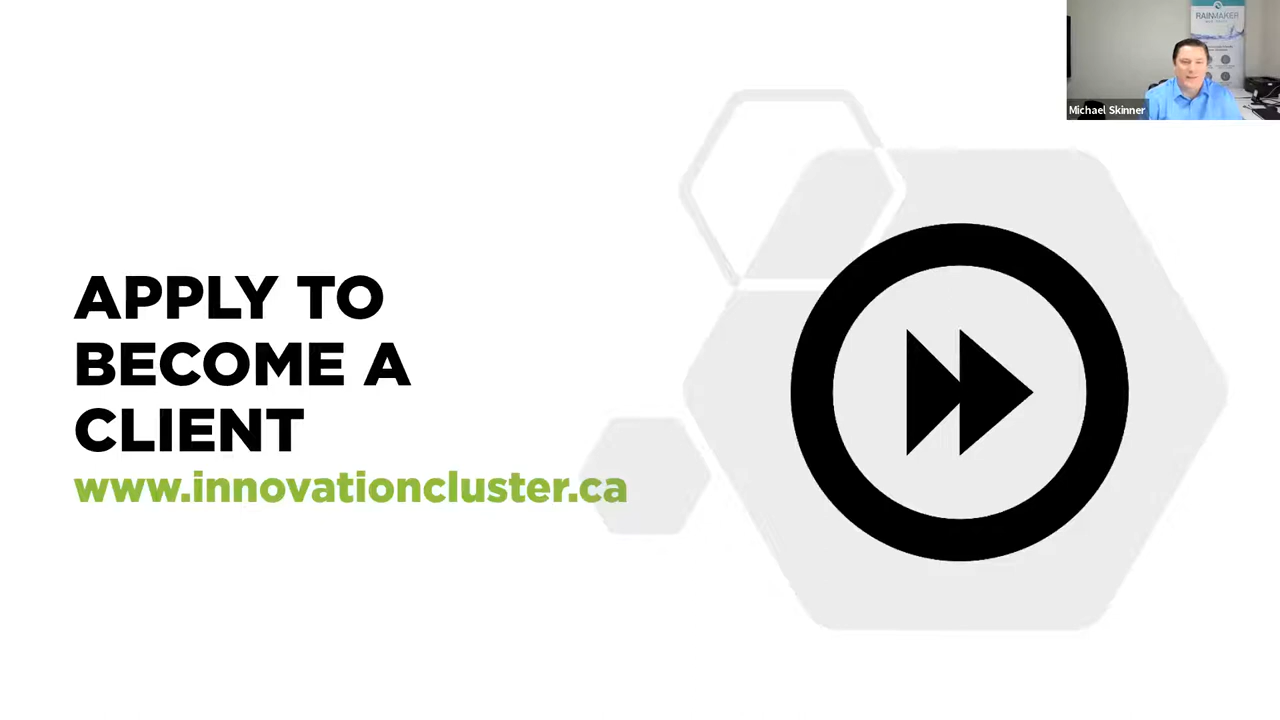 RAINMAKER
Michael Skinner
APPLY TO
BECOME A
CLIENT
www.innovationcluster.ca